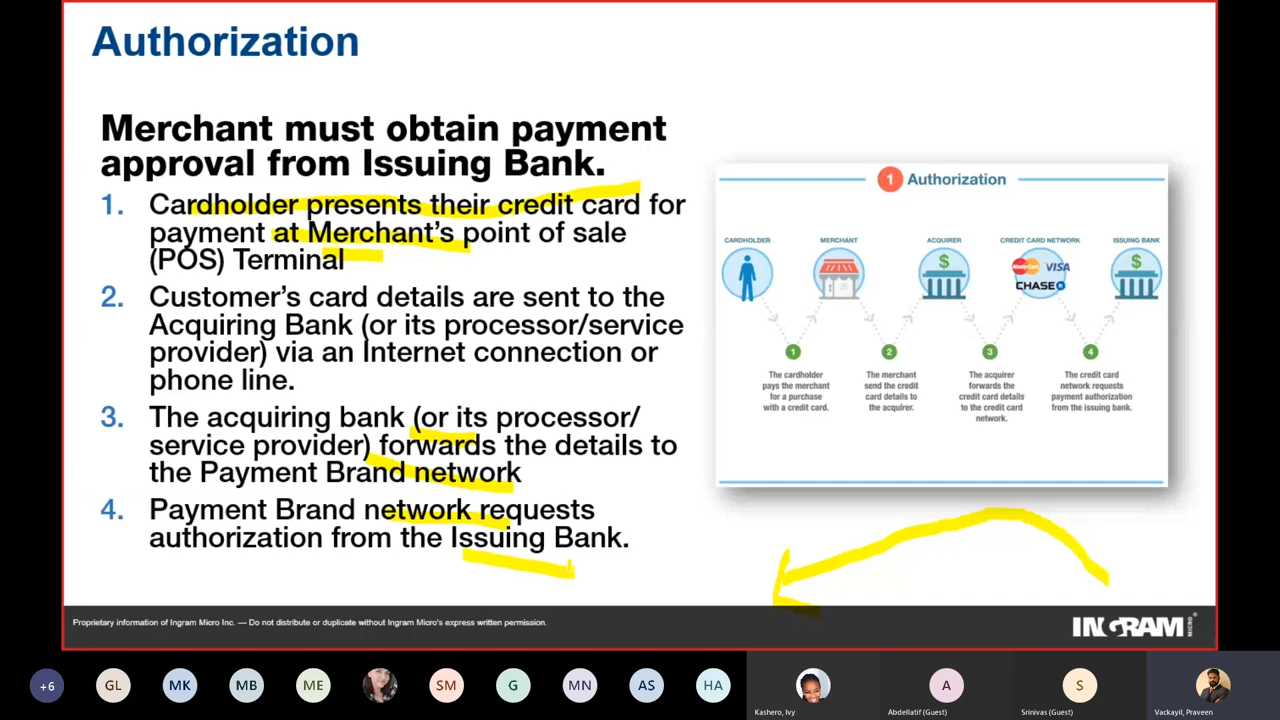 Authorization
Merchant must obtain payment
approval from Issuing Bank.
1. Cardholder presents their credit card for
payment at Merchant's point of sale
(POS) Terminal
2. Customer's card details are sent to the
Acquiring Bank (or its processor/service
provider) via an Internet connection or
phone line.
3. The acquiring bank (or its processor/
service provider) forwards the details to
the Payment Brand network
4. Payment Brand network requests
authorization from the Issuing Bank.
1 Authorization
CARDHOLDER MERCHANT ACQUIRER CREDIT CARD NETWORK ISSUING BANK
$ MasterCard VISA $
CHASE
1 2 3 4
The cardholder
pays the merchant
for a purchase
with a credit card.
The merchant
send the credit
card details to
the acquirer.
The acquirer
forwards the
credit card details
to the credit card
network.
The credit card
network requests
payment authorization
from the issuing bank.
Proprietary information of Ingram Micro Inc. — Do not distribute or duplicate without Ingram Micro's express written permission.
INGRAM MICRO
+6 GL MK MB ME SM G MN AS HA A S
Kashero, Ivy Abdellatif (Guest) Srinivas (Guest) Vackayil, Praveen